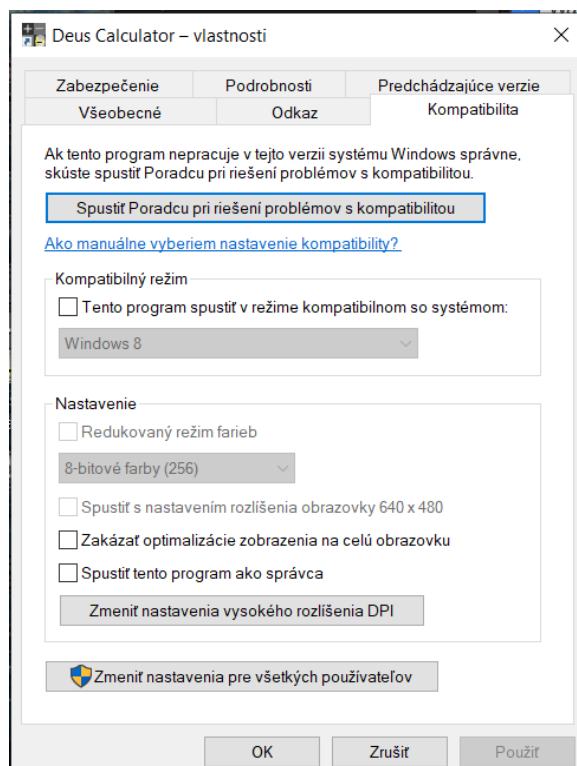 Deus Calculator – vlastnosti
Zabezpečenie Podrobnosti Predchádzajúce verzie
Všeobecné Odkaz Kompatibilita
Ak tento program nepracuje v tejto verzii systému Windows správne,
skúste spustiť Poradcu pri riešení problémov s kompatibilitou.
Spustiť Poradcu pri riešení problémov s kompatibilitou
Ako manuálne vyberiem nastavenie kompatibility?
Kompatibilný režim
Tento program spustiť v režime kompatibilnom so systémom:
Windows 8
Nastavenie
Redukovaný režim farieb
8-bitové farby (256)
Spustiť s nastavením rozlíšenia obrazovky 640 x 480
Zakázať optimalizácie zobrazenia na celú obrazovku
Spustiť tento program ako správca
Zmeniť nastavenia vysokého rozlíšenia DPI
Zmeniť nastavenia pre všetkých používateľov
OK Zrušiť Použiť